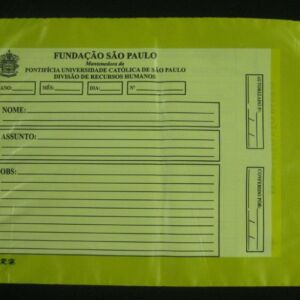 FUNDAÇÃO SÃO PAULO
Mantenedora da
PONTIFÍCIA UNIVERSIDADE CATÓLICA DE SÃO PAULO
DIVISÃO DE RECURSOS HUMANOS
ANO: MÊS: DIA: Nº
NOME:
ASSUNTO:
OBS:
CONFERIDO POR: